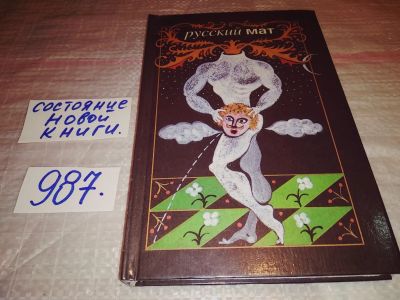 русский мат
состояние
новой
книги.
987.